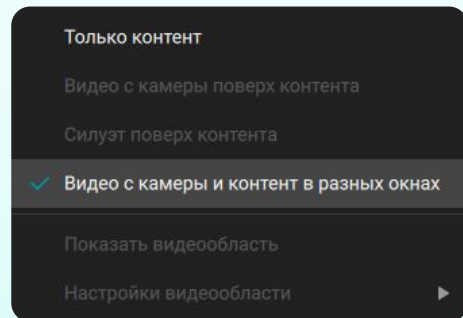 Только контент
Видео с камеры поверх контента
Силуэт поверх контента
Видео с камеры и контент в разных окнах
Показать видеообласть
Настройки видеообласти